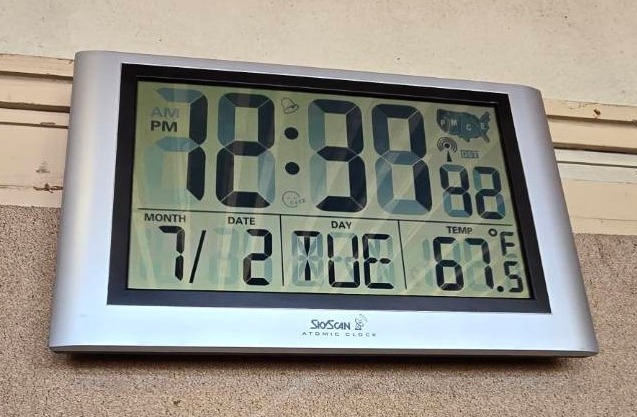 AM
PM
P M C E
DST
MONTH DATE DAY TEMP
7/ 2 TUE 67.5 °F
SKYSCAN
ATOMIC CLOCK